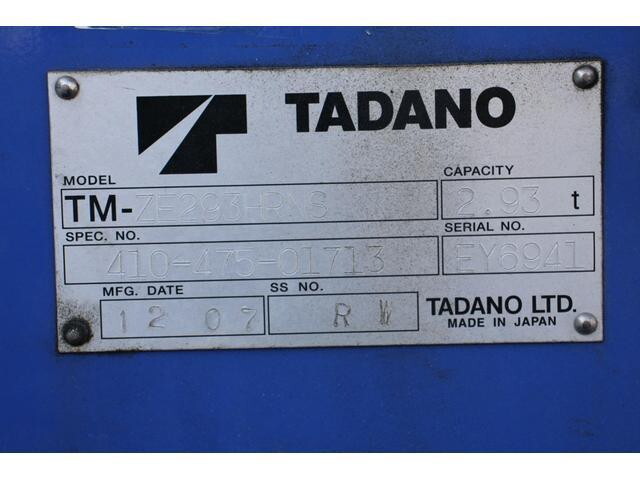 TADANO
MODEL CAPACITY
TM-ZE293HRNS 2.93 t
SPEC. NO. SERIAL NO.
410-475-01713 EY6941
MFG. DATE SS NO.
12 07 R W TADANO LTD.
MADE IN JAPAN